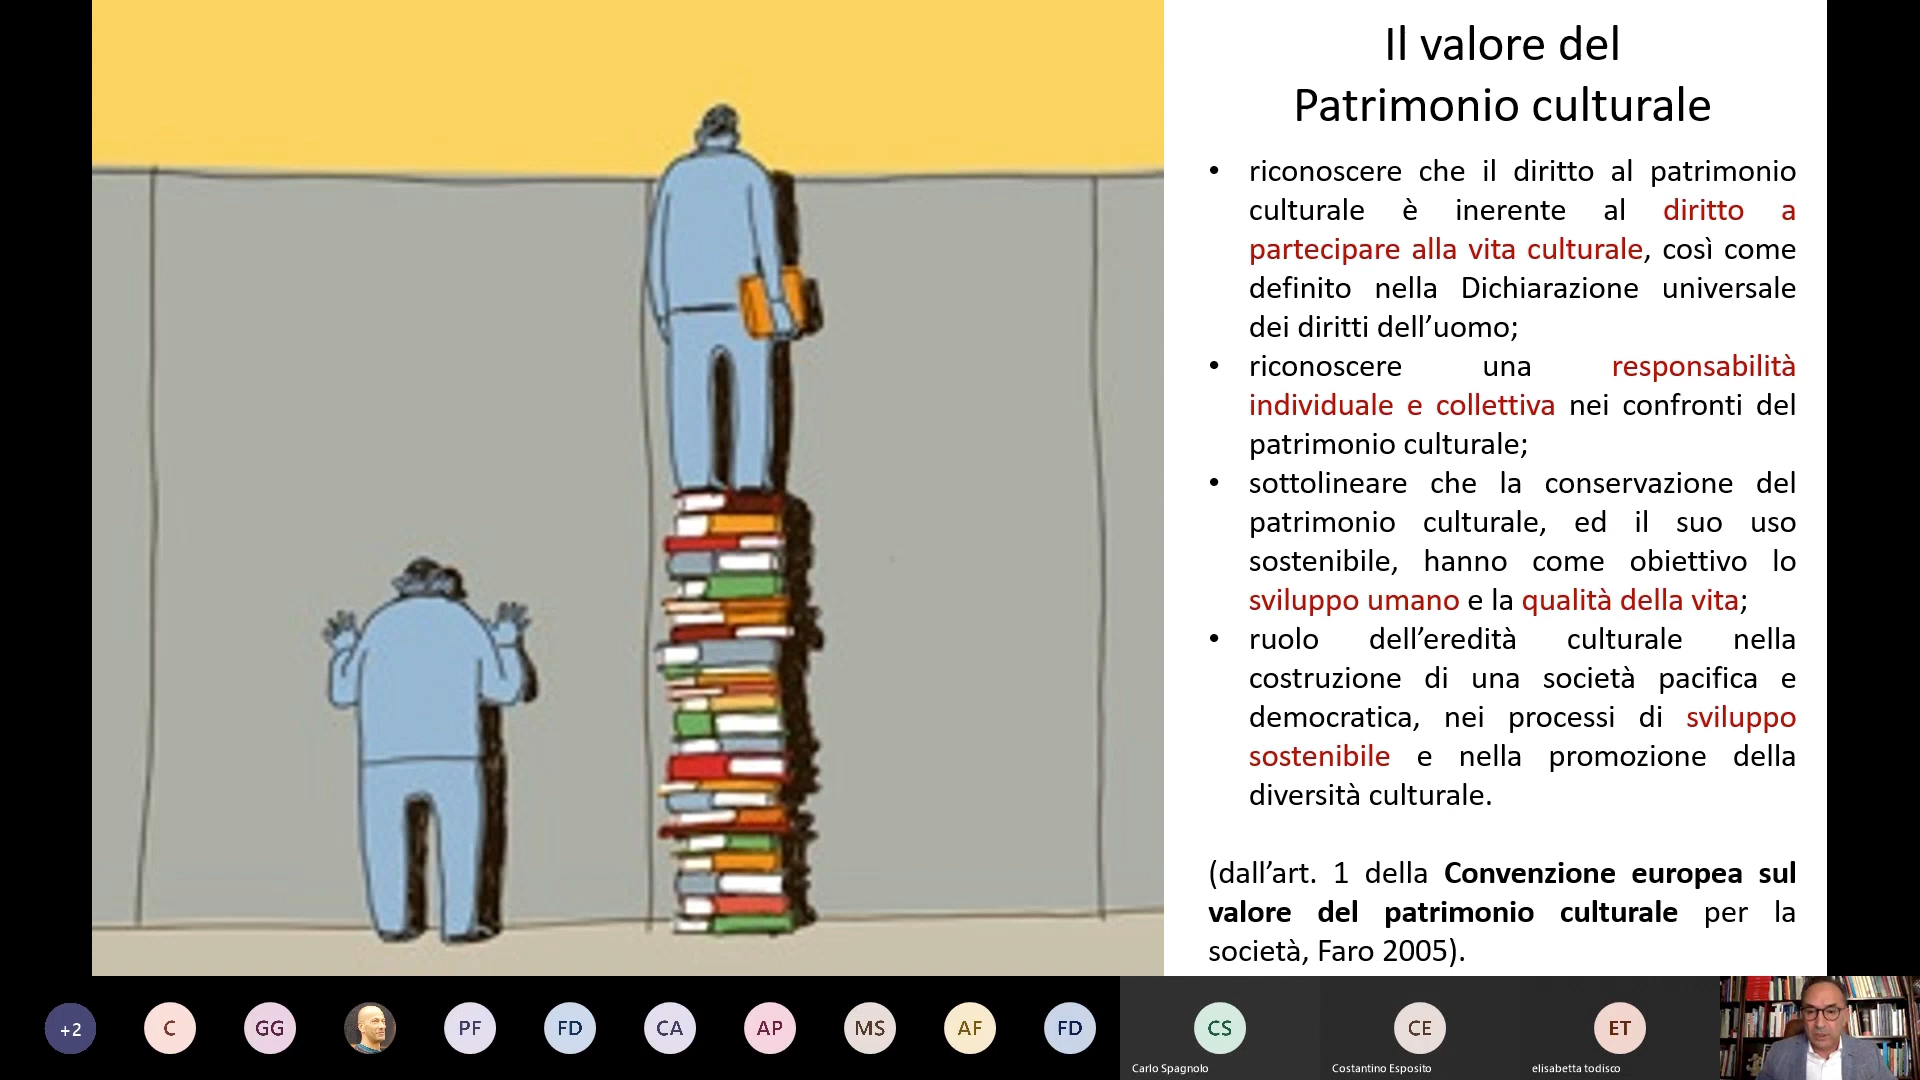 Il valore del
Patrimonio culturale
• riconoscere che il diritto al patrimonio
culturale è inerente al diritto a
partecipare alla vita culturale, così come
definito nella Dichiarazione universale
dei diritti dell’uomo;
• riconoscere una responsabilità
individuale e collettiva nei confronti del
patrimonio culturale;
• sottolineare che la conservazione del
patrimonio culturale, ed il suo uso
sostenibile, hanno come obiettivo lo
sviluppo umano e la qualità della vita;
• ruolo dell’eredità culturale nella
costruzione di una società pacifica e
democratica, nei processi di sviluppo
sostenibile e nella promozione della
diversità culturale.
(dall’art. 1 della Convenzione europea sul
valore del patrimonio culturale per la
società, Faro 2005).
+2 C GG PF FD CA AP MS AF FD CS CE ET
Carlo Spagnolo Costantino Esposito elisabetta todisco